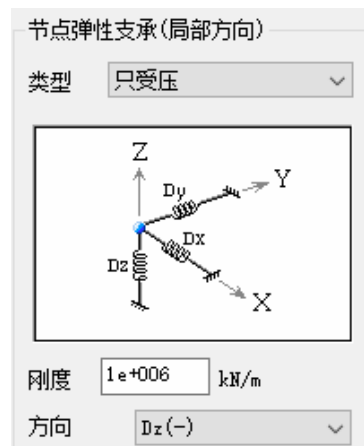 节点弹性支承(局部方向)
类型 只受压
Z
Dy Y
Dx
Dz
X
刚度 1e+006 kN/m
方向 Dz(-)